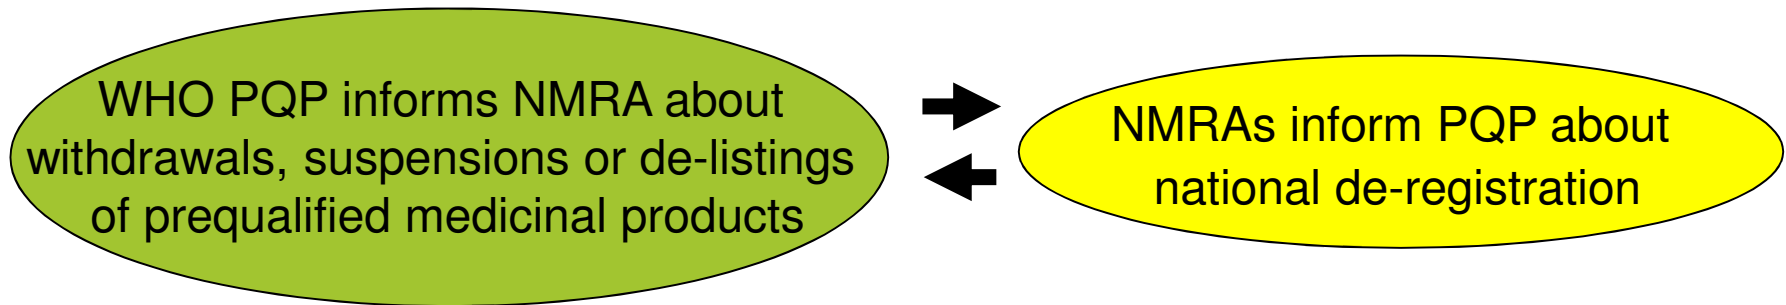 WHO PQP informs NMRA about
withdrawals, suspensions or de-listings
of prequalified medicinal products
NMRAs inform PQP about
national de-registration